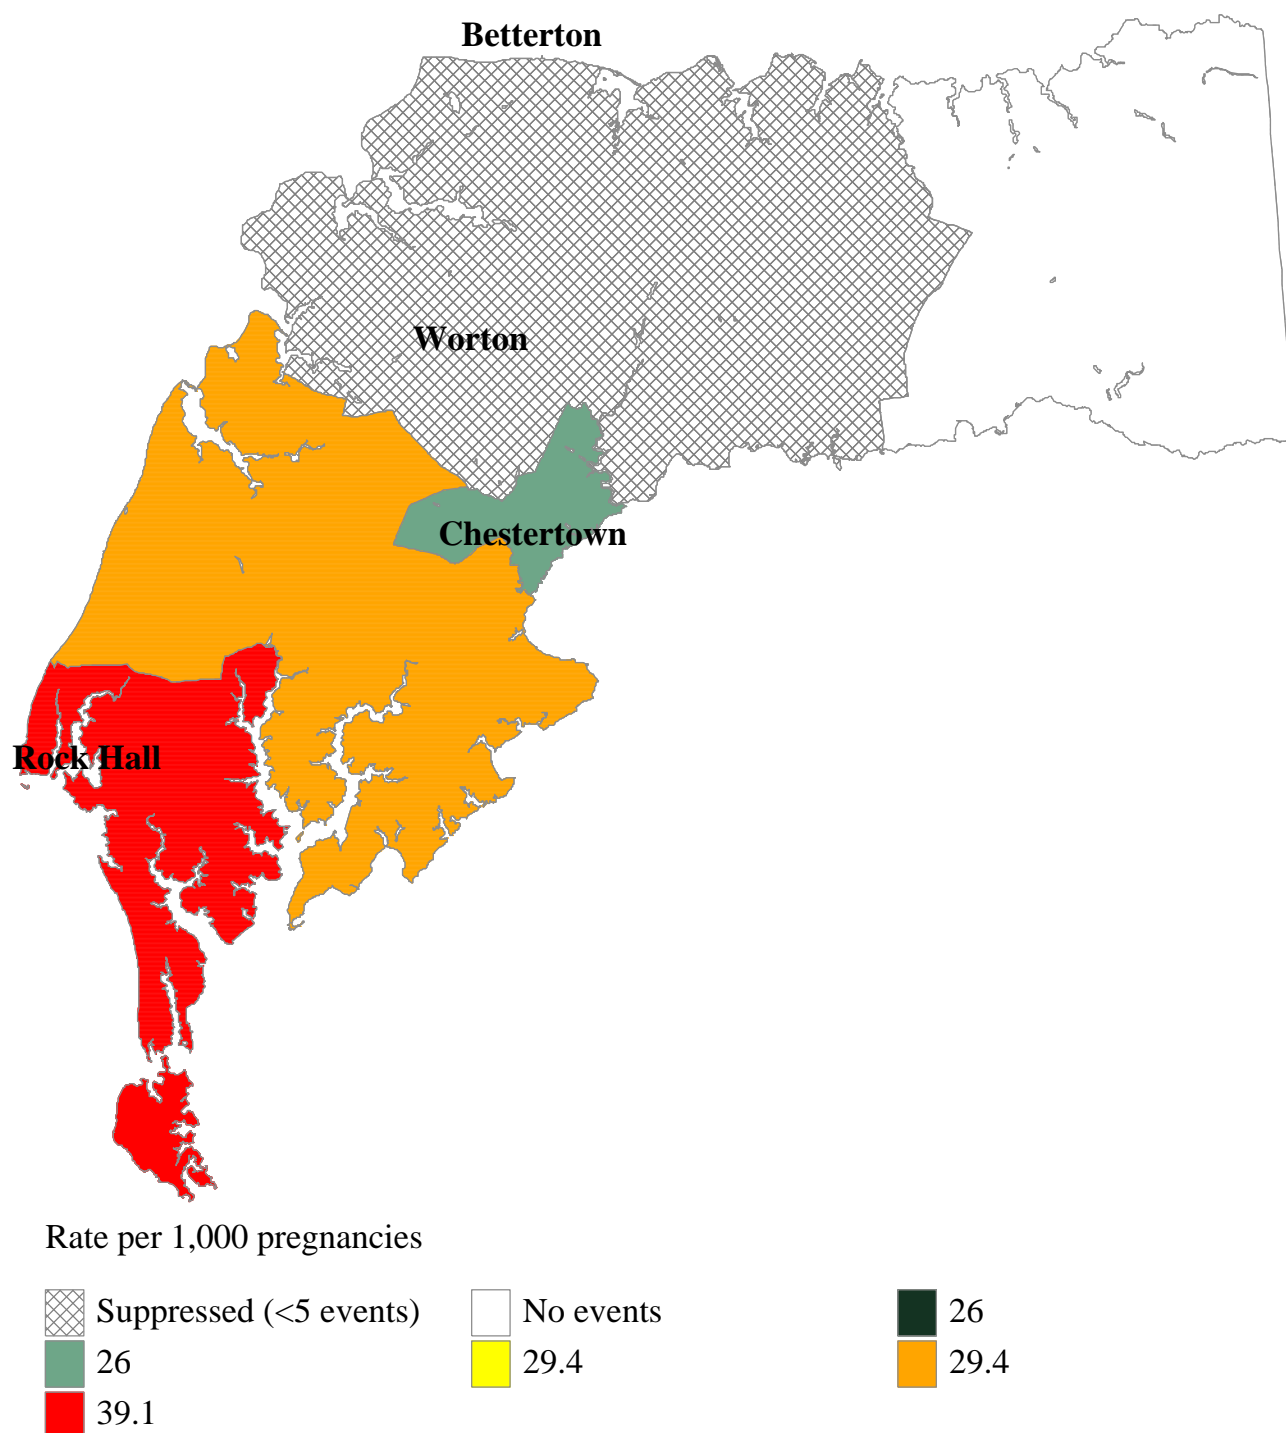 Betterton
Worton
Chestertown
Rock Hall
Rate per 1,000 pregnancies
Suppressed (<5 events) No events 26
26 29.4 29.4
39.1